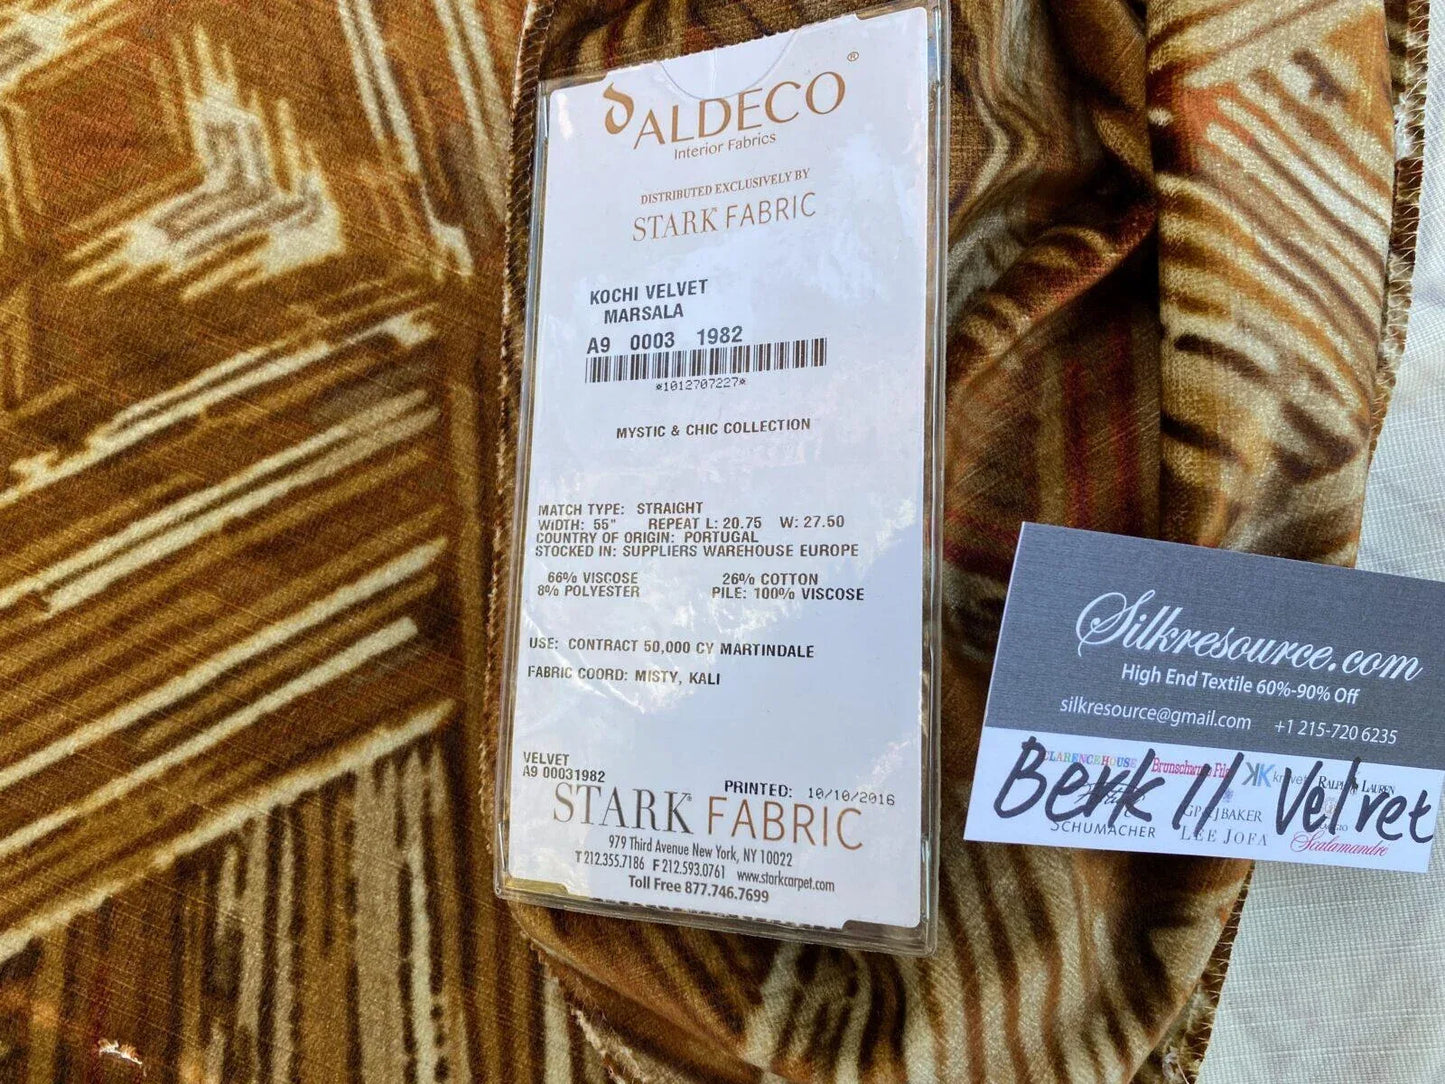 ALDECO ®
Interior Fabrics
DISTRIBUTED EXCLUSIVELY BY
STARK FABRIC
KOCHI VELVET
MARSALA
A9 0003 1982
*1012707227*
MYSTIC & CHIC COLLECTION
MATCH TYPE: STRAIGHT
WIDTH: 55" REPEAT L: 20.75 W: 27.50
COUNTRY OF ORIGIN: PORTUGAL
STOCKED IN: SUPPLIERS WAREHOUSE EUROPE
66% VISCOSE 26% COTTON
8% POLYESTER PILE: 100% VISCOSE
USE: CONTRACT 50,000 CY MARTINDALE
FABRIC COORD: MISTY, KALI
VELVET
A9 00031982
PRINTED: 10/10/2016
STARK FABRIC
979 Third Avenue New York, NY 10022
T 212.355.7186 F 212.593.0761 www.starkcarpet.com
Toll Free 877.746.7699
Silkresource.com
High End Textile 60%-90% Off
silkresource@gmail.com +1 215-720 6235
CLARENCE HOUSE Brunschwig & Fils kravet RALPH LAUREN
Berk 11 Velvet
GP & J BAKER
SCHUMACHER LEE JOFA Scalamandre